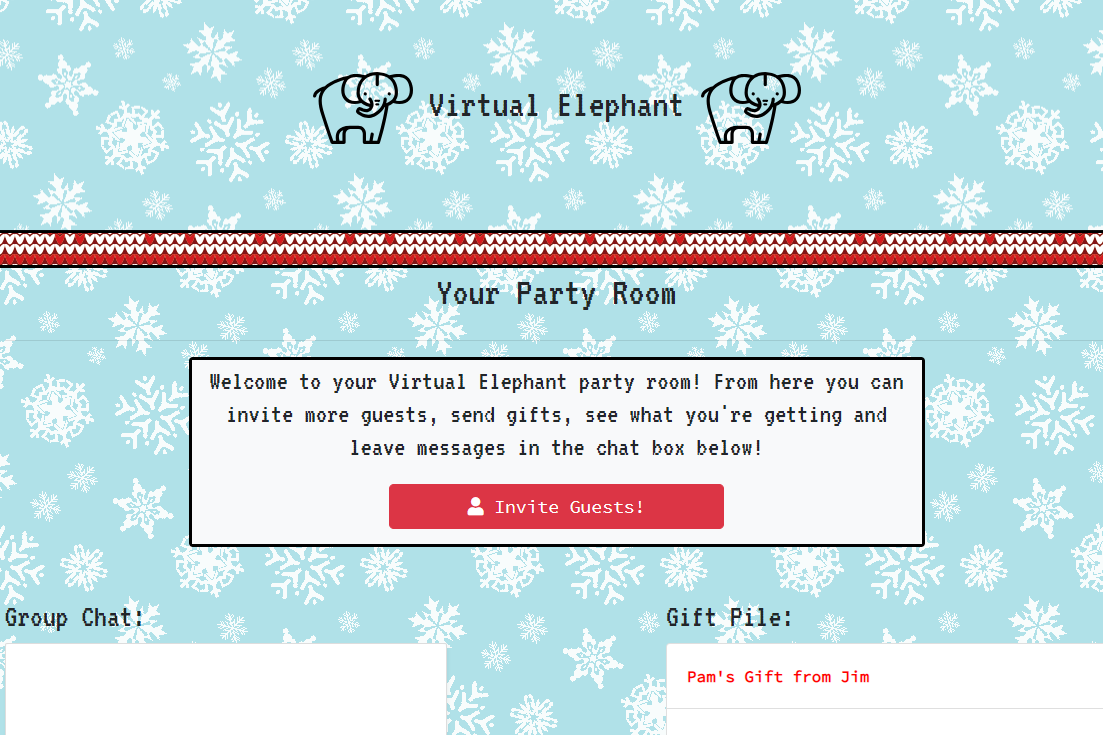 Virtual Elephant
Your Party Room
Welcome to your Virtual Elephant party room! From here you can
invite more guests, send gifts, see what you're getting and
leave messages in the chat box below!
Invite Guests!
Group Chat:
Gift Pile:
Pam's Gift from Jim